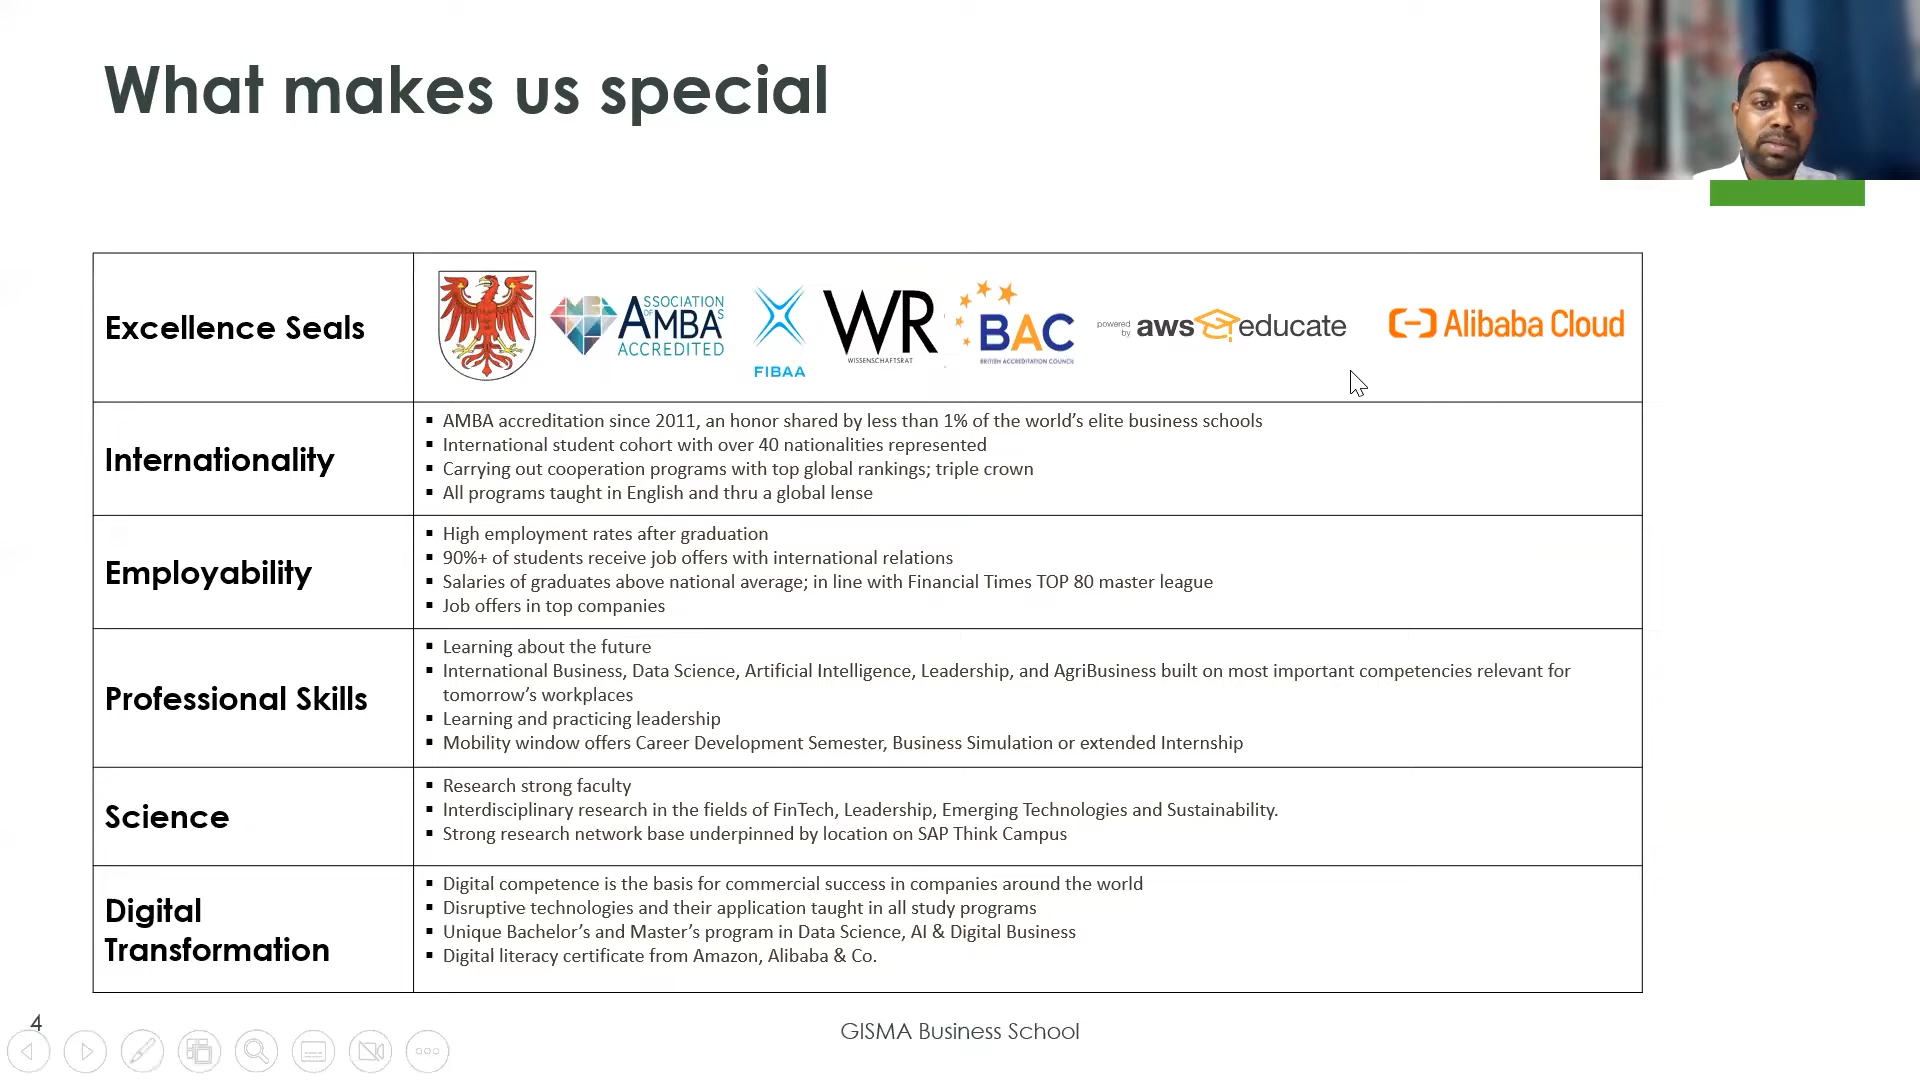 What makes us special
Excellence Seals
ASSOCIATION
OF
AMBAs
ACCREDITED
FIBAA
WR
WISSENSCHAFTSRAT
BAC
BRITISH ACCREDITATION COUNCIL
powered
by
aws educate
Alibaba Cloud
Internationality
▪ AMBA accreditation since 2011, an honor shared by less than 1% of the world’s elite business schools
▪ International student cohort with over 40 nationalities represented
▪ Carrying out cooperation programs with top global rankings; triple crown
▪ All programs taught in English and thru a global lense
Employability
▪ High employment rates after graduation
▪ 90%+ of students receive job offers with international relations
▪ Salaries of graduates above national average; in line with Financial Times TOP 80 master league
▪ Job offers in top companies
Professional Skills
▪ Learning about the future
▪ International Business, Data Science, Artificial Intelligence, Leadership, and AgriBusiness built on most important competencies relevant for
tomorrow’s workplaces
▪ Learning and practicing leadership
▪ Mobility window offers Career Development Semester, Business Simulation or extended Internship
Science
▪ Research strong faculty
▪ Interdisciplinary research in the fields of FinTech, Leadership, Emerging Technologies and Sustainability.
▪ Strong research network base underpinned by location on SAP Think Campus
Digital
Transformation
▪ Digital competence is the basis for commercial success in companies around the world
▪ Disruptive technologies and their application taught in all study programs
▪ Unique Bachelor’s and Master’s program in Data Science, AI & Digital Business
▪ Digital literacy certificate from Amazon, Alibaba & Co.
4
GISMA Business School